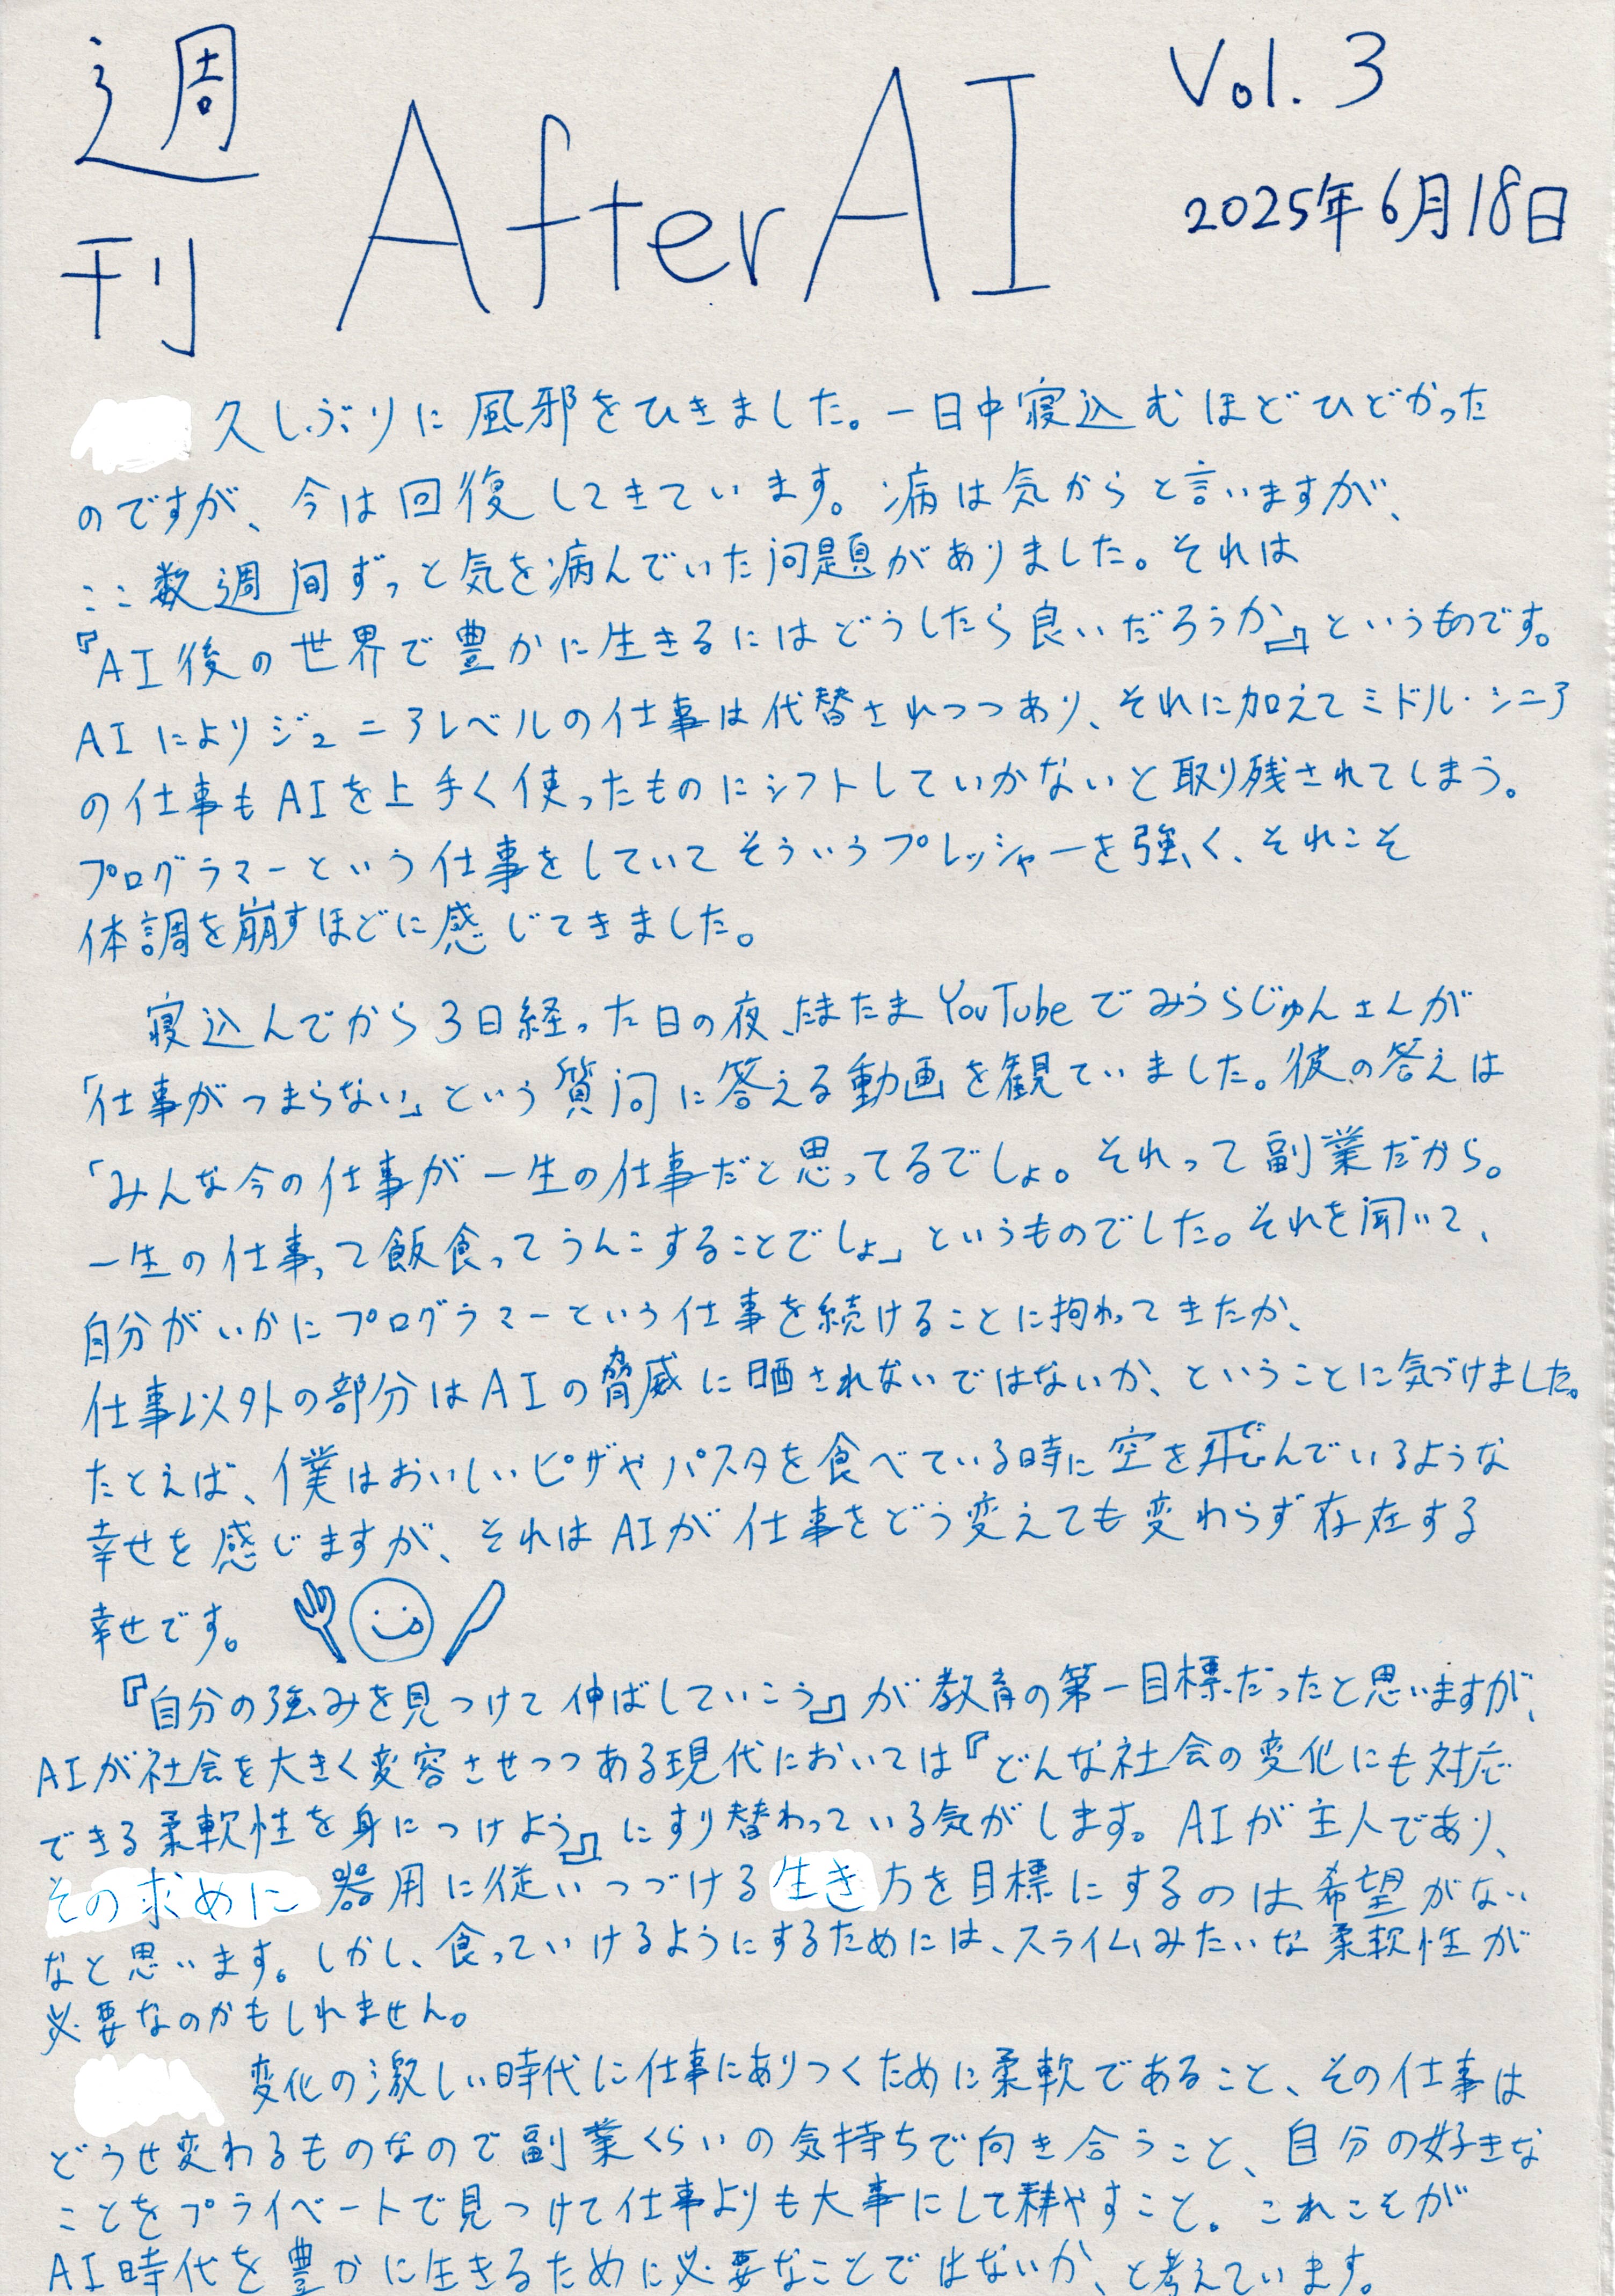 週刊 AfterAI
Vol. 3
2025年6月18日
久しぶりに風邪をひきました。一日中寝込むほどひどかった
のですが、今は回復してきています。病は気からと言いますが、
ここ数週間ずっと気を病んでいた問題がありました。それは
『AI後の世界で豊かに生きるにはどうしたら良いだろうか』というものです。
AIによりジュニアレベルの仕事は代替されつつあり、それに加えてミドル・シニア
の仕事もAIを上手く使ったものにシフトしていかないと取り残されてしまう。
プログラマーという仕事をしていてそういうプレッシャーを強く、それこそ
体調を崩すほどに感じてきました。
寝込んでから3日経った日の夜、たまたまYouTubeでみうらじゅんさんが
「仕事がつまらない」という質問に答える動画を観ていました。彼の答えは
「みんな今の仕事が一生の仕事だと思ってるでしょ。それって副業だから。
一生の仕事って飯食ってうんこすることでしょ」というものでした。それを聞いて、
自分がいかにプログラマーという仕事を続けることに拘わってきたか、
仕事以外の部分はAIの脅威に晒されないではないか、ということに気づけました。
たとえば、僕はおいしいピザやパスタを食べている時に空を飛んでいるような
幸せを感じますが、それはAIが仕事をどう変えても変わらず存在する
幸せです。
『自分の強みを見つけて伸ばしていこう』が教育の第一目標だったと思いますが、
AIが社会を大きく変容させつつある現代においては『どんな社会の変化にも対応
できる柔軟性を身につけよう』にすり替わっている気がします。AIが主人であり、
その求めに器用に従いつづける生き方を目標にするのは希望がない
なと思います。しかし、食っていけるようにするためには、スライムみたいな柔軟性が
必要なのかもしれません。
変化の激しい時代に仕事にありつくために柔軟であること、その仕事は
どうせ変わるものなので副業くらいの気持ちで向き合うこと、自分の好きな
ことをプライベートで見つけて仕事よりも大事にして耕やすこと。これこそが
AI時代を豊かに生きるために必要なことではないか、と考えています。